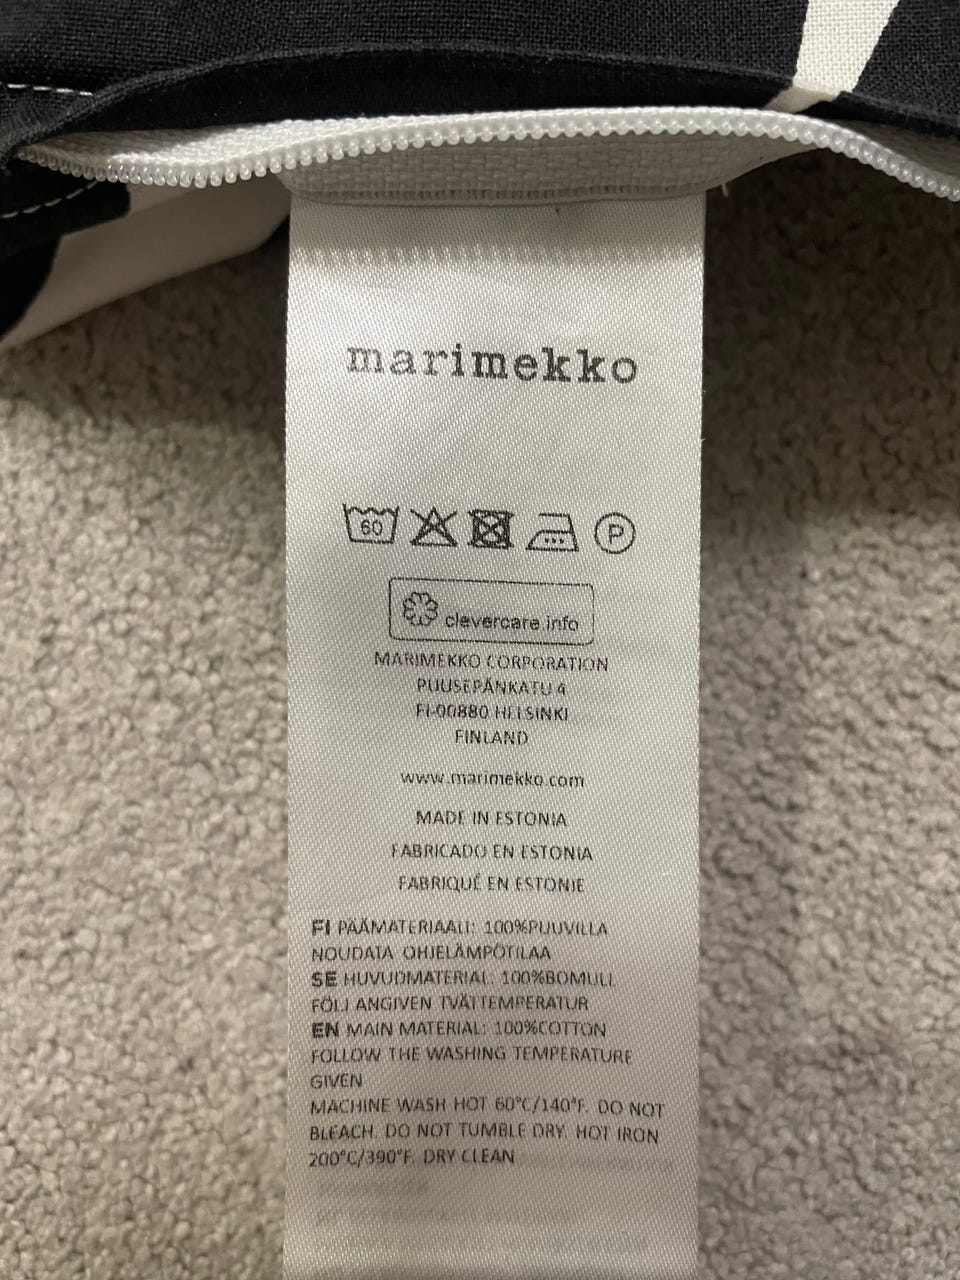 marimekko
60 P
clevercare.info
MARIMEKKO CORPORATION
PUUSEPÄNKATU 4
FI-00880 HELSINKI
FINLAND
www.marimekko.com
MADE IN ESTONIA
FABRICADO EN ESTONIA
FABRIQUÉ EN ESTONIE
FI PÄÄMATERIAALI: 100%PUUVILLA
NOUDATA OHJELÄMPÖTILAA
SE HUVUDMATERIAL: 100%BOMULL
FÖLJ ANGIVEN TVÄTTEMPERATUR
EN MAIN MATERIAL: 100%COTTON
FOLLOW THE WASHING TEMPERATURE
GIVEN
MACHINE WASH HOT 60°C/140°F. DO NOT
BLEACH. DO NOT TUMBLE DRY. HOT IRON
200°C/390°F. DRY CLEAN